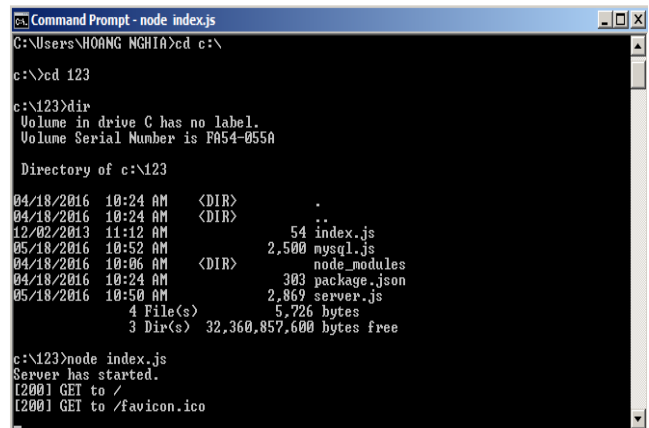 Command Prompt - node index.js
C:\Users\HOANG NGHIA>cd c:\
c:\>cd 123
c:\123>dir
Volume in drive C has no label.
Volume Serial Number is FA54-055A
Directory of c:\123
04/18/2016 10:24 AM <DIR> .
04/18/2016 10:24 AM <DIR> ..
12/02/2013 11:12 AM 54 index.js
05/18/2016 10:52 AM 2,500 mysql.js
04/18/2016 10:06 AM <DIR> node_modules
04/18/2016 10:24 AM 303 package.json
05/18/2016 10:50 AM 2,869 server.js
4 File(s) 5,726 bytes
3 Dir(s) 32,360,857,600 bytes free
c:\123>node index.js
Server has started.
[200] GET to /
[200] GET to /favicon.ico